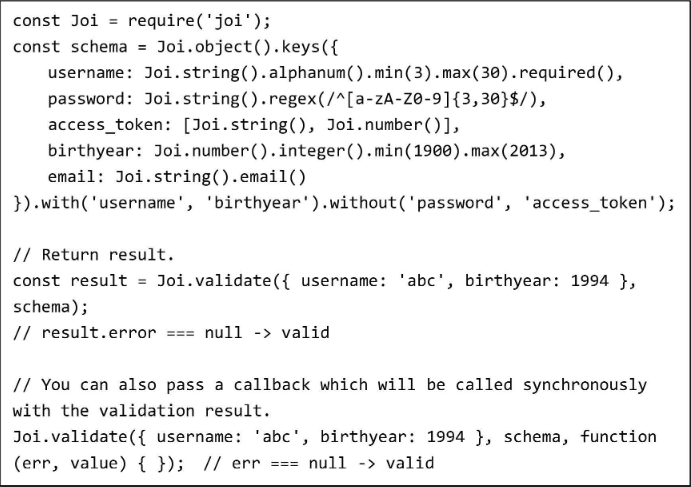 const Joi = require('joi');
const schema = Joi.object().keys({
    username: Joi.string().alphanum().min(3).max(30).required(),
    password: Joi.string().regex(/^[a-zA-Z0-9]{3,30}$/),
    access_token: [Joi.string(), Joi.number()],
    birthyear: Joi.number().integer().min(1900).max(2013),
    email: Joi.string().email()
}).with('username', 'birthyear').without('password', 'access_token');

// Return result.
const result = Joi.validate({ username: 'abc', birthyear: 1994 },
schema);
// result.error === null -> valid

// You can also pass a callback which will be called synchronously
with the validation result.
Joi.validate({ username: 'abc', birthyear: 1994 }, schema, function
(err, value) { });  // err === null -> valid